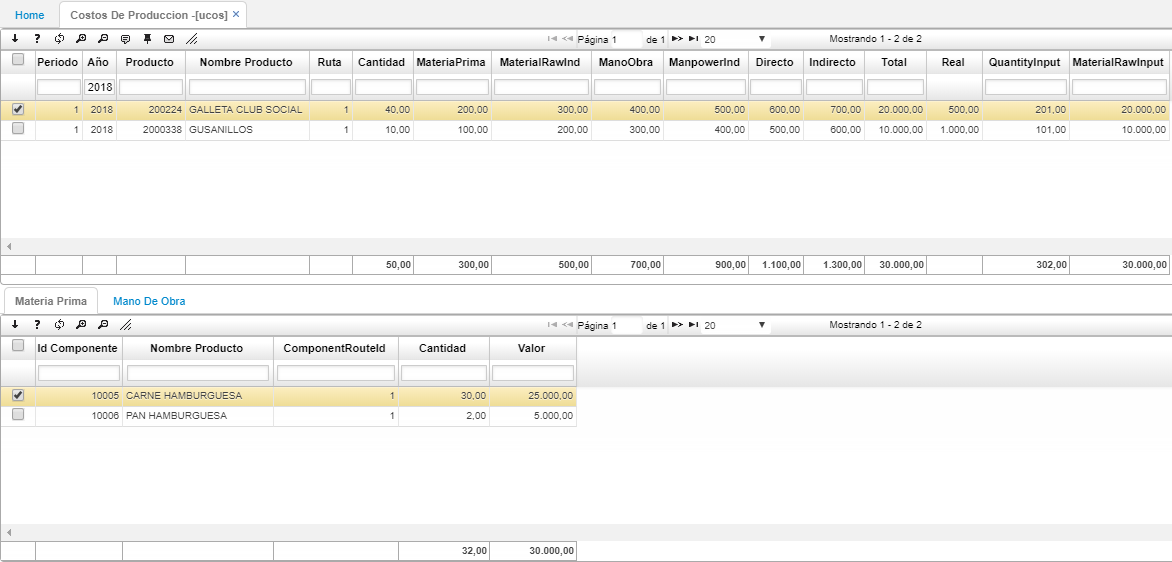 Home Costos De Produccion -[ucos] ×
? Página 1 de 1 20 Mostrando 1 - 2 de 2
Periodo Año Producto Nombre Producto Ruta Cantidad MateriaPrima MaterialRawInd ManoObra ManpowerInd Directo Indirecto Total Real QuantityInput MaterialRawInput
2018
1 2018 200224 GALLETA CLUB SOCIAL 1 40,00 200,00 300,00 400,00 500,00 600,00 700,00 20.000,00 500,00 201,00 20.000,00
1 2018 2000338 GUSANILLOS 1 10,00 100,00 200,00 300,00 400,00 500,00 600,00 10.000,00 1.000,00 101,00 10.000,00
50,00 300,00 500,00 700,00 900,00 1.100,00 1.300,00 30.000,00 302,00 30.000,00
Materia Prima Mano De Obra
? Página 1 de 1 20 Mostrando 1 - 2 de 2
Id Componente Nombre Producto ComponentRouteId Cantidad Valor
10005 CARNE HAMBURGUESA 1 30,00 25.000,00
10006 PAN HAMBURGUESA 1 2,00 5.000,00
32,00 30.000,00